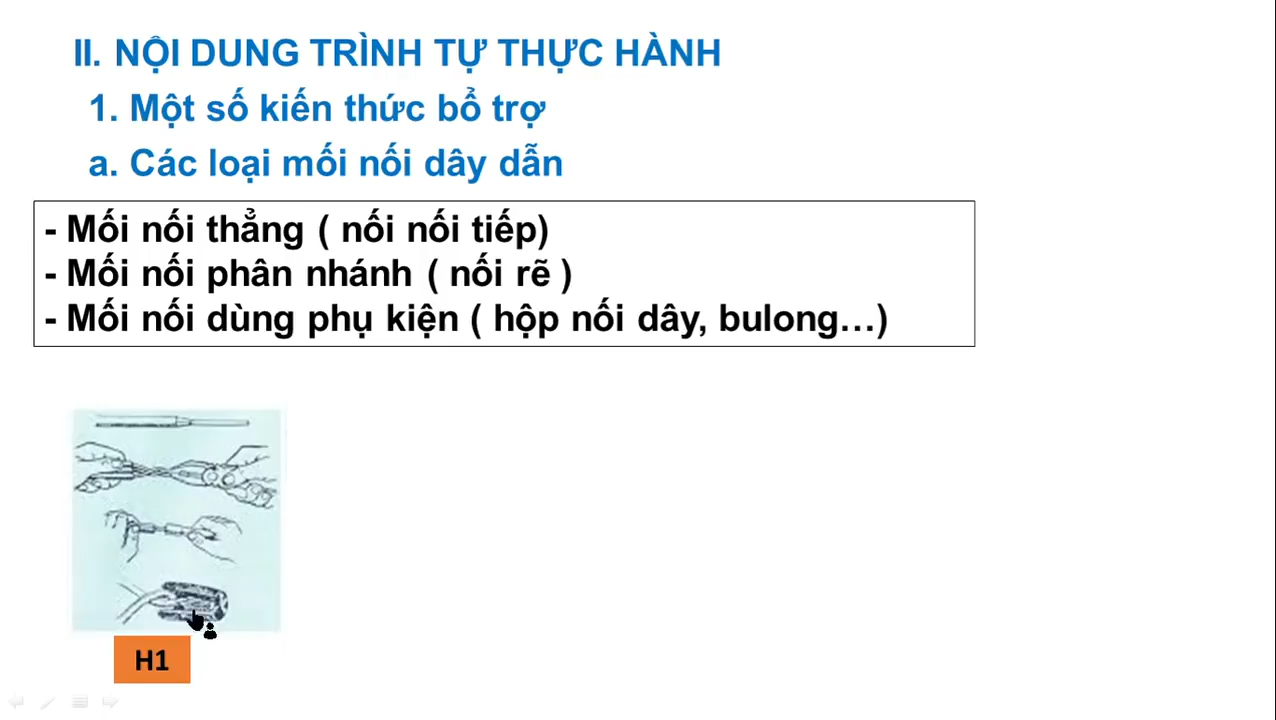 II. NỘI DUNG TRÌNH TỰ THỰC HÀNH
1. Một số kiến thức bổ trợ
a. Các loại mối nối dây dẫn
- Mối nối thẳng ( nối nối tiếp)
- Mối nối phân nhánh ( nối rẽ )
- Mối nối dùng phụ kiện ( hộp nối dây, bulong…)
H1